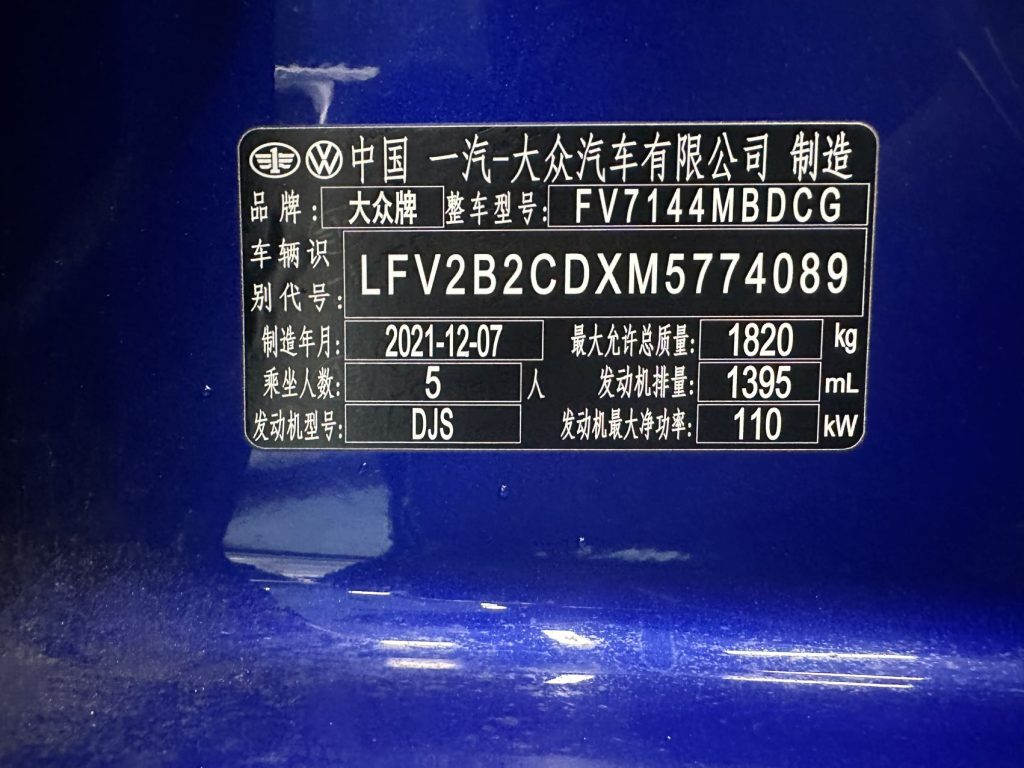 中国 一汽-大众汽车有限公司 制造
品牌: 大众牌 整车型号: FV7144MBDCG
车辆识
别代号: LFV2B2CDXM5774089
制造年月: 2021-12-07 最大允许总质量: 1820 kg
乘坐人数: 5 人 发动机排量: 1395 mL
发动机型号: DJS 发动机最大净功率: 110 kW